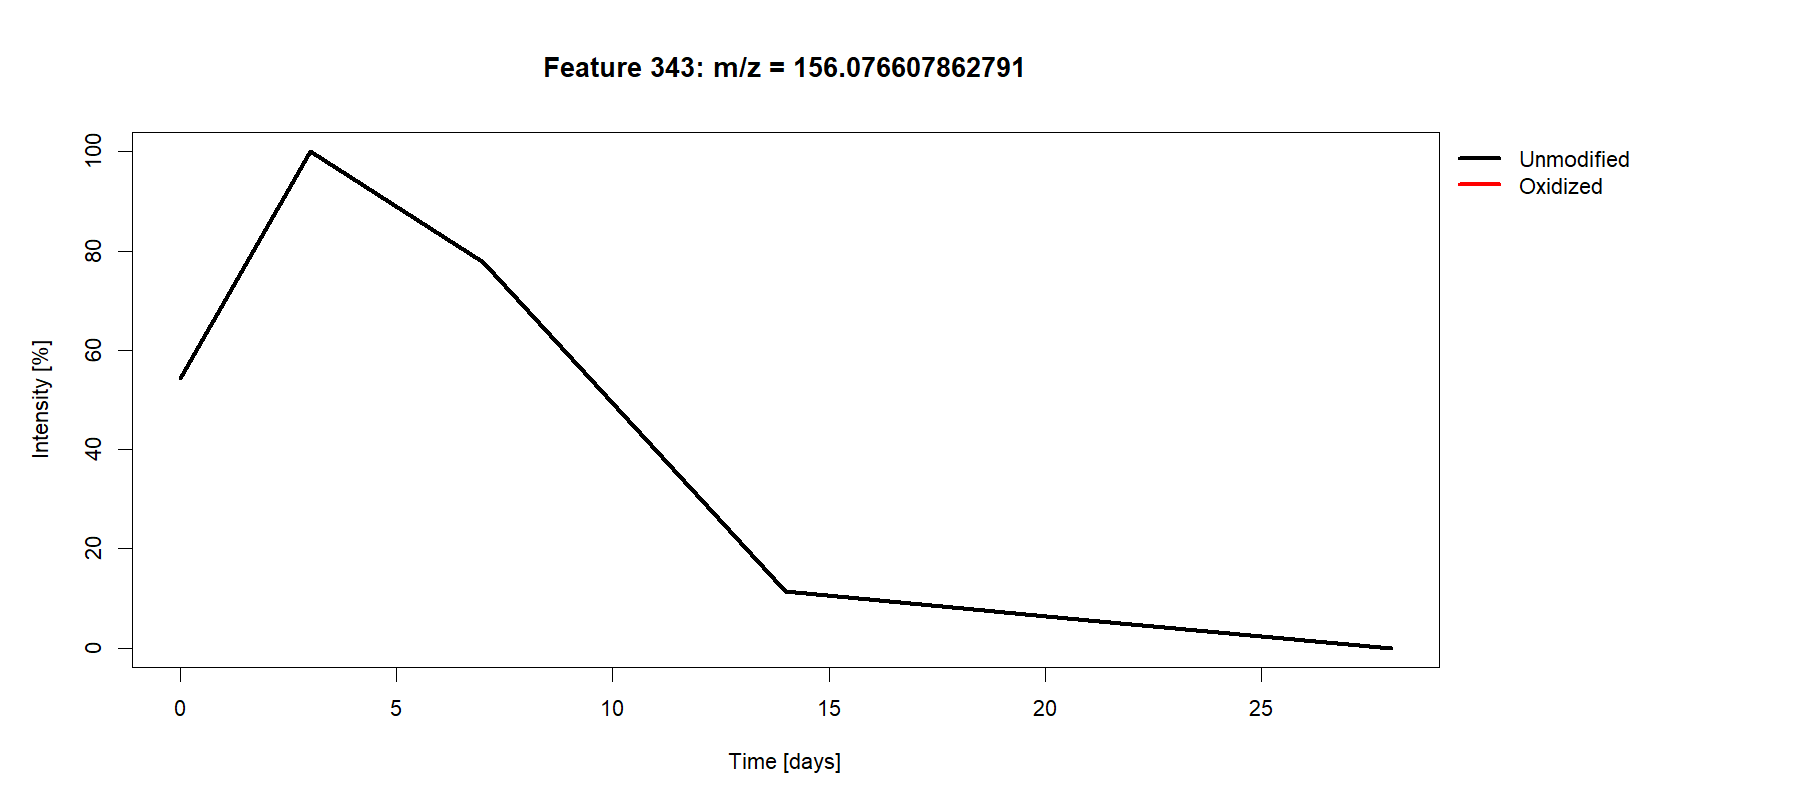 Feature 343: m/z = 156.076607862791
Unmodified
Oxidized
Intensity [%]
100
80
60
40
20
0
0 5 10 15 20 25
Time [days]